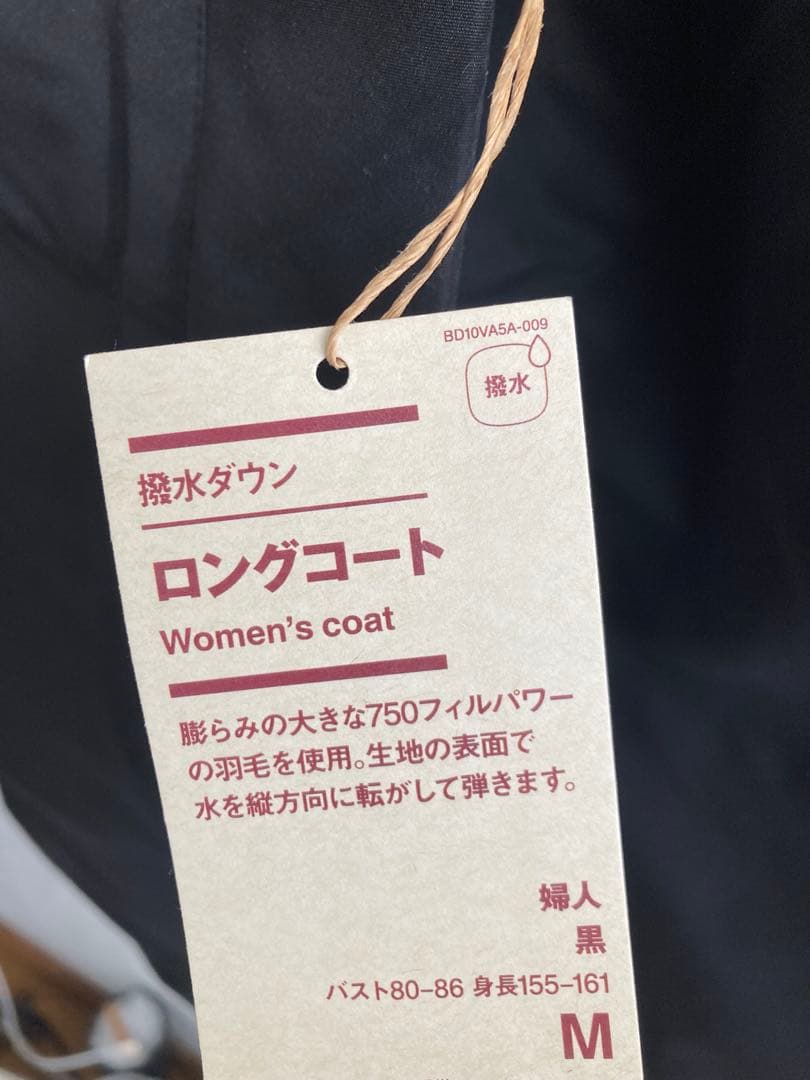 BD10VA5A-009
撥水
撥水ダウン
ロングコート
Women's coat
膨らみの大きな750フィルパワー
の羽毛を使用。生地の表面で
水を縦方向に転がして弾きます。
婦人
黒
バスト80–86 身長155–161
M